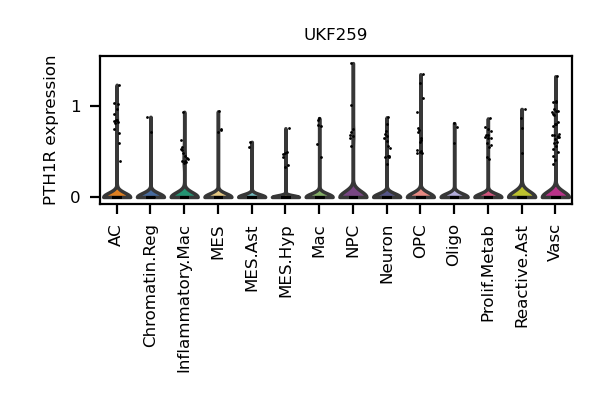 UKF259
PTH1R expression
1
0
AC
Chromatin.Reg
Inflammatory.Mac
MES
MES.Ast
MES.Hyp
Mac
NPC
Neuron
OPC
Oligo
Prolif.Metab
Reactive.Ast
Vasc